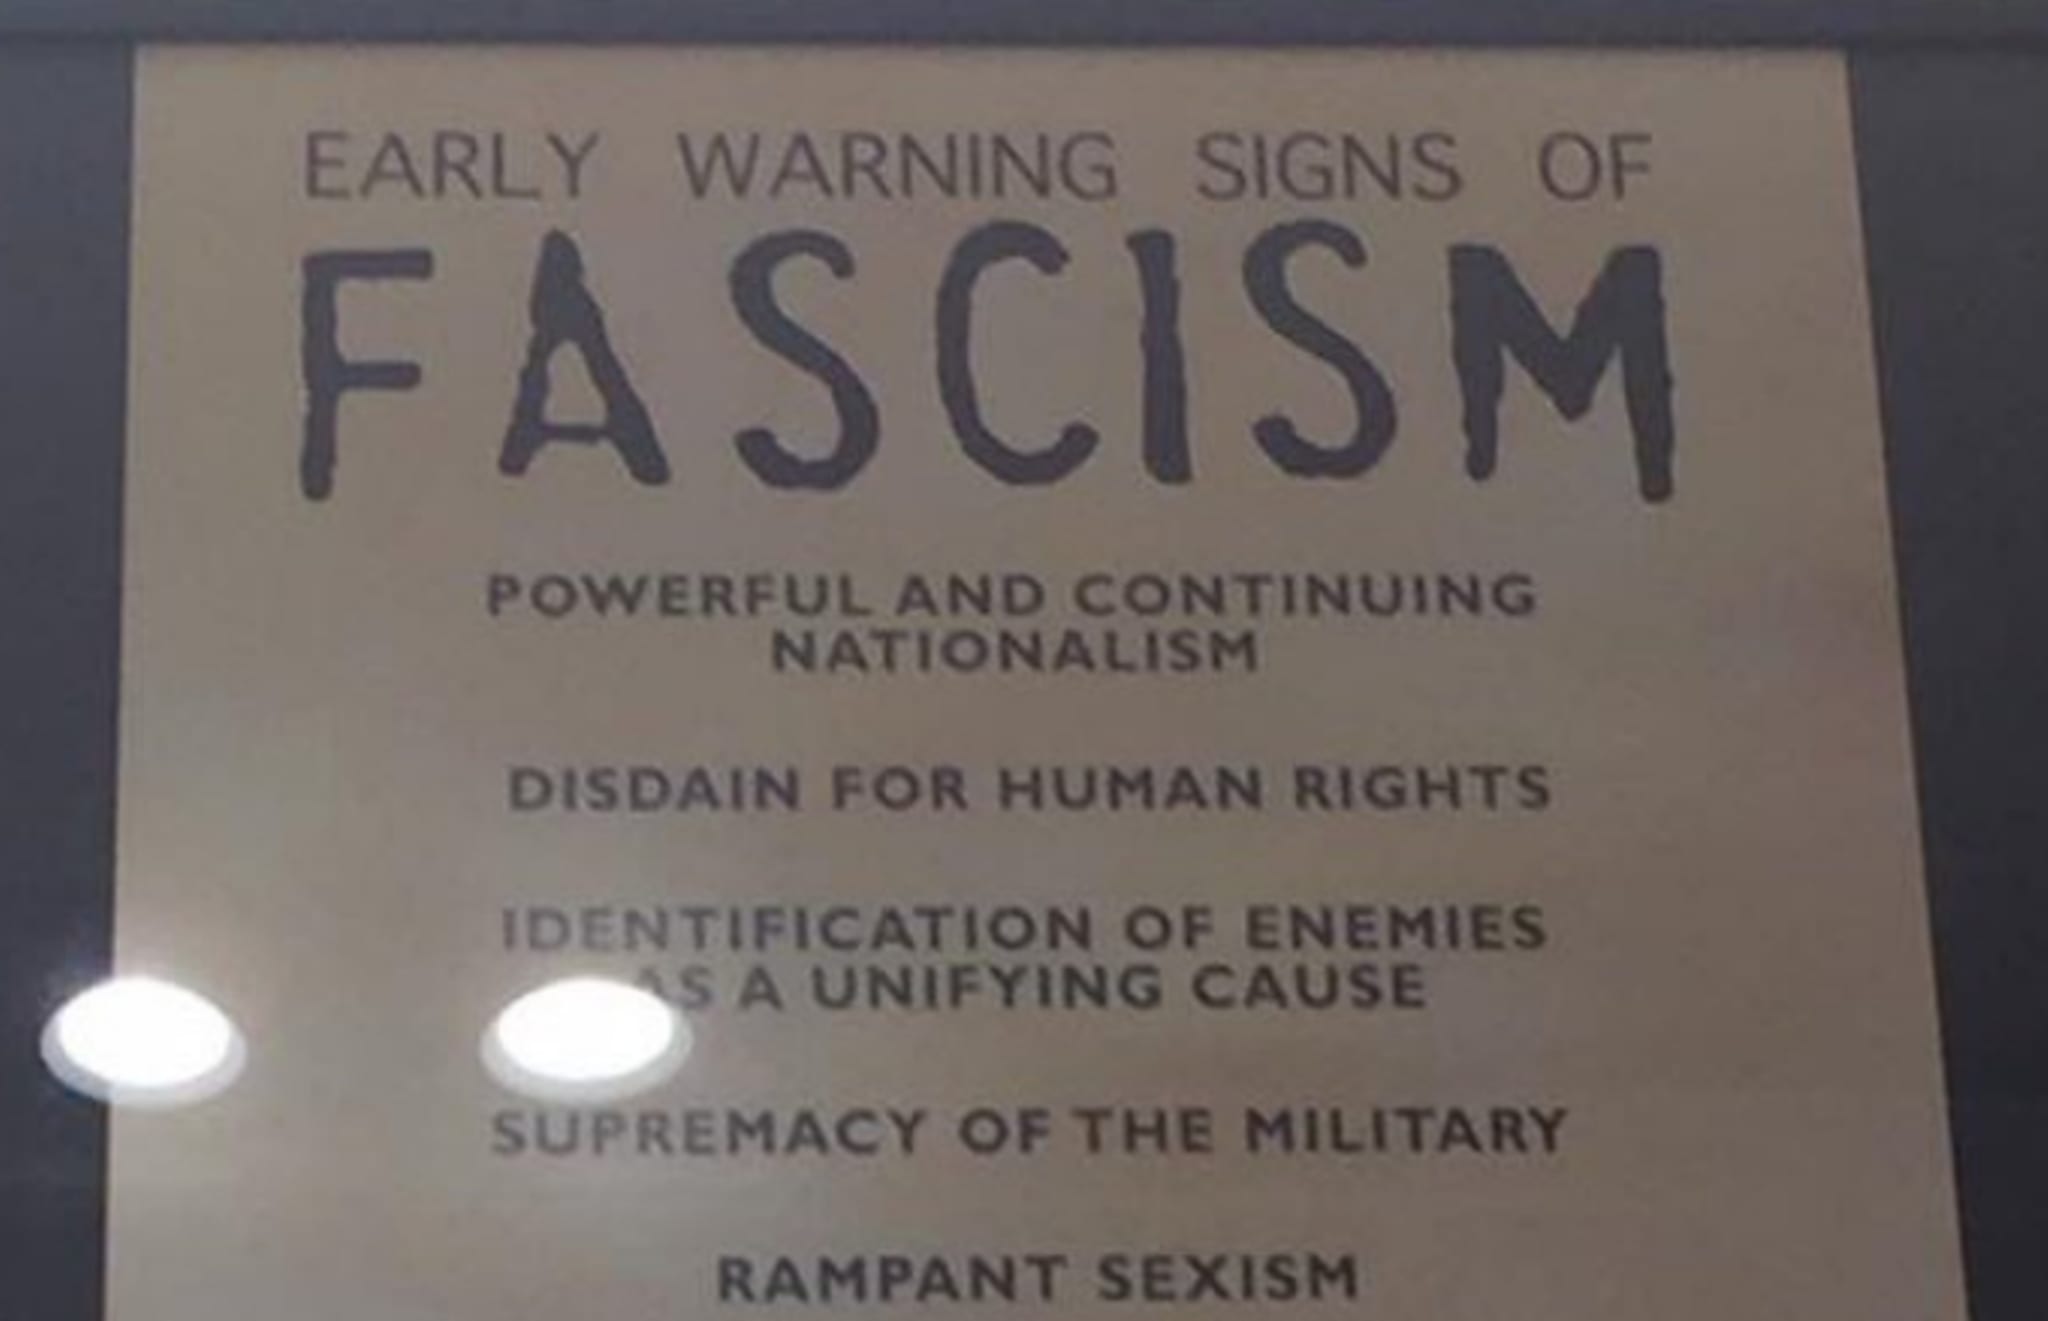 EARLY WARNING SIGNS OF
FASCISM
POWERFUL AND CONTINUING
NATIONALISM
DISDAIN FOR HUMAN RIGHTS
IDENTIFICATION OF ENEMIES
AS A UNIFYING CAUSE
SUPREMACY OF THE MILITARY
RAMPANT SEXISM